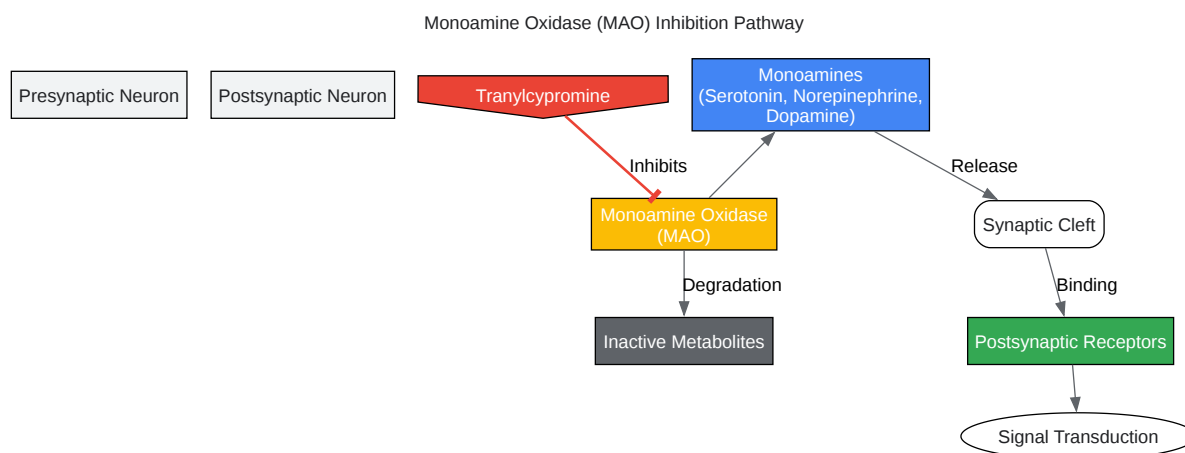 Monoamine Oxidase (MAO) Inhibition Pathway
Presynaptic Neuron
Postsynaptic Neuron
Tranylcypromine
Monoamines
(Serotonin, Norepinephrine,
Dopamine)
Inhibits
Release
Monoamine Oxidase
(MAO)
Synaptic Cleft
Degradation
Binding
Inactive Metabolites
Postsynaptic Receptors
Signal Transduction